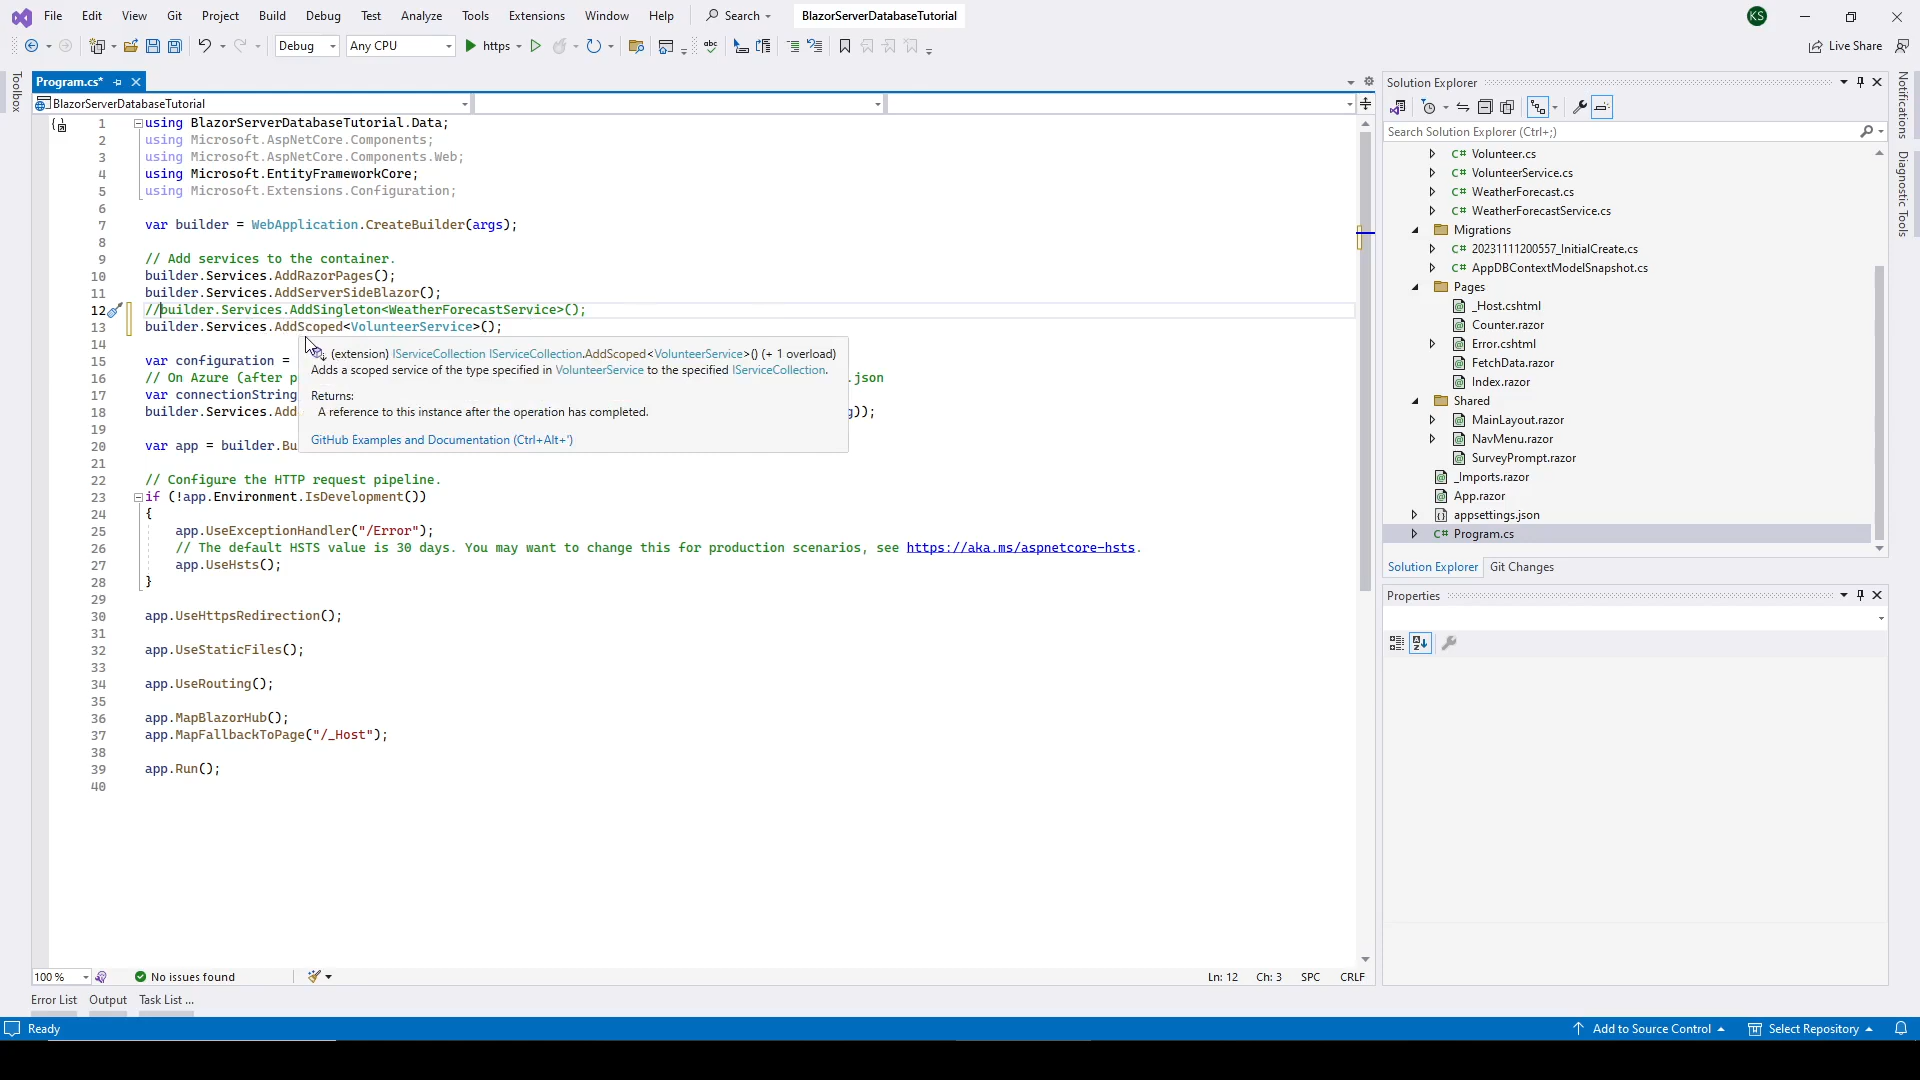 File Edit View Git Project Build Debug Test Analyze Tools Extensions Window Help Search BlazorServerDatabaseTutorial KS
Debug Any CPU https Live Share
Toolbox
Program.cs*
BlazorServerDatabaseTutorial
1 using BlazorServerDatabaseTutorial.Data;
2 using Microsoft.AspNetCore.Components;
3 using Microsoft.AspNetCore.Components.Web;
4 using Microsoft.EntityFrameworkCore;
5 using Microsoft.Extensions.Configuration;
6
7 var builder = WebApplication.CreateBuilder(args);
8
9 // Add services to the container.
10 builder.Services.AddRazorPages();
11 builder.Services.AddServerSideBlazor();
12 //builder.Services.AddSingleton<WeatherForecastService>();
13 builder.Services.AddScoped<VolunteerService>();
14
15 var configuration =
16 // On Azure (after p .json
17 var connectionString
18 builder.Services.Add g));
19
20 var app = builder.Bu
21
22 // Configure the HTTP request pipeline.
23 if (!app.Environment.IsDevelopment())
24 {
25 app.UseExceptionHandler("/Error");
26 // The default HSTS value is 30 days. You may want to change this for production scenarios, see https://aka.ms/aspnetcore-hsts.
27 app.UseHsts();
28 }
29
30 app.UseHttpsRedirection();
31
32 app.UseStaticFiles();
33
34 app.UseRouting();
35
36 app.MapBlazorHub();
37 app.MapFallbackToPage("/_Host");
38
39 app.Run();
40
(extension) IServiceCollection IServiceCollection.AddScoped<VolunteerService>() (+ 1 overload)
Adds a scoped service of the type specified in VolunteerService to the specified IServiceCollection.
Returns:
A reference to this instance after the operation has completed.
GitHub Examples and Documentation (Ctrl+Alt+')
100 % No issues found Ln: 12 Ch: 3 SPC CRLF
Solution Explorer
Search Solution Explorer (Ctrl+;)
C# Volunteer.cs
C# VolunteerService.cs
C# WeatherForecast.cs
C# WeatherForecastService.cs
Migrations
C# 20231111200557_InitialCreate.cs
C# AppDBContextModelSnapshot.cs
Pages
_Host.cshtml
Counter.razor
Error.cshtml
FetchData.razor
Index.razor
Shared
MainLayout.razor
NavMenu.razor
SurveyPrompt.razor
_Imports.razor
App.razor
appsettings.json
C# Program.cs
Solution Explorer Git Changes
Properties
Notifications
Diagnostic Tools
Error List Output Task List ...
Ready Add to Source Control Select Repository